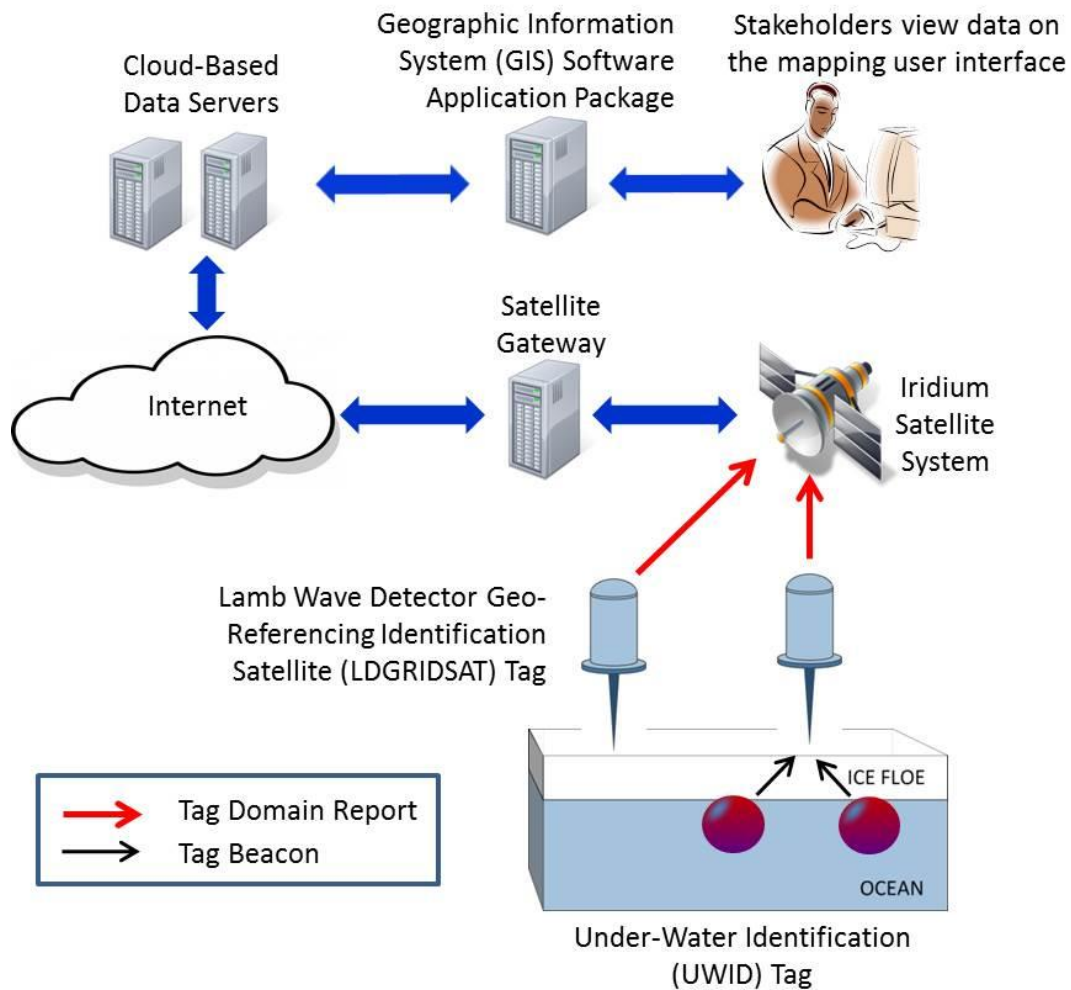 Cloud-Based
Data Servers
Geographic Information
System (GIS) Software
Application Package
Stakeholders view data on
the mapping user interface
Internet
Satellite
Gateway
Iridium
Satellite
System
Lamb Wave Detector Geo-
Referencing Identification
Satellite (LDGRIDSAT) Tag
ICE FLOE
OCEAN
Tag Domain Report
Tag Beacon
Under-Water Identification
(UWID) Tag